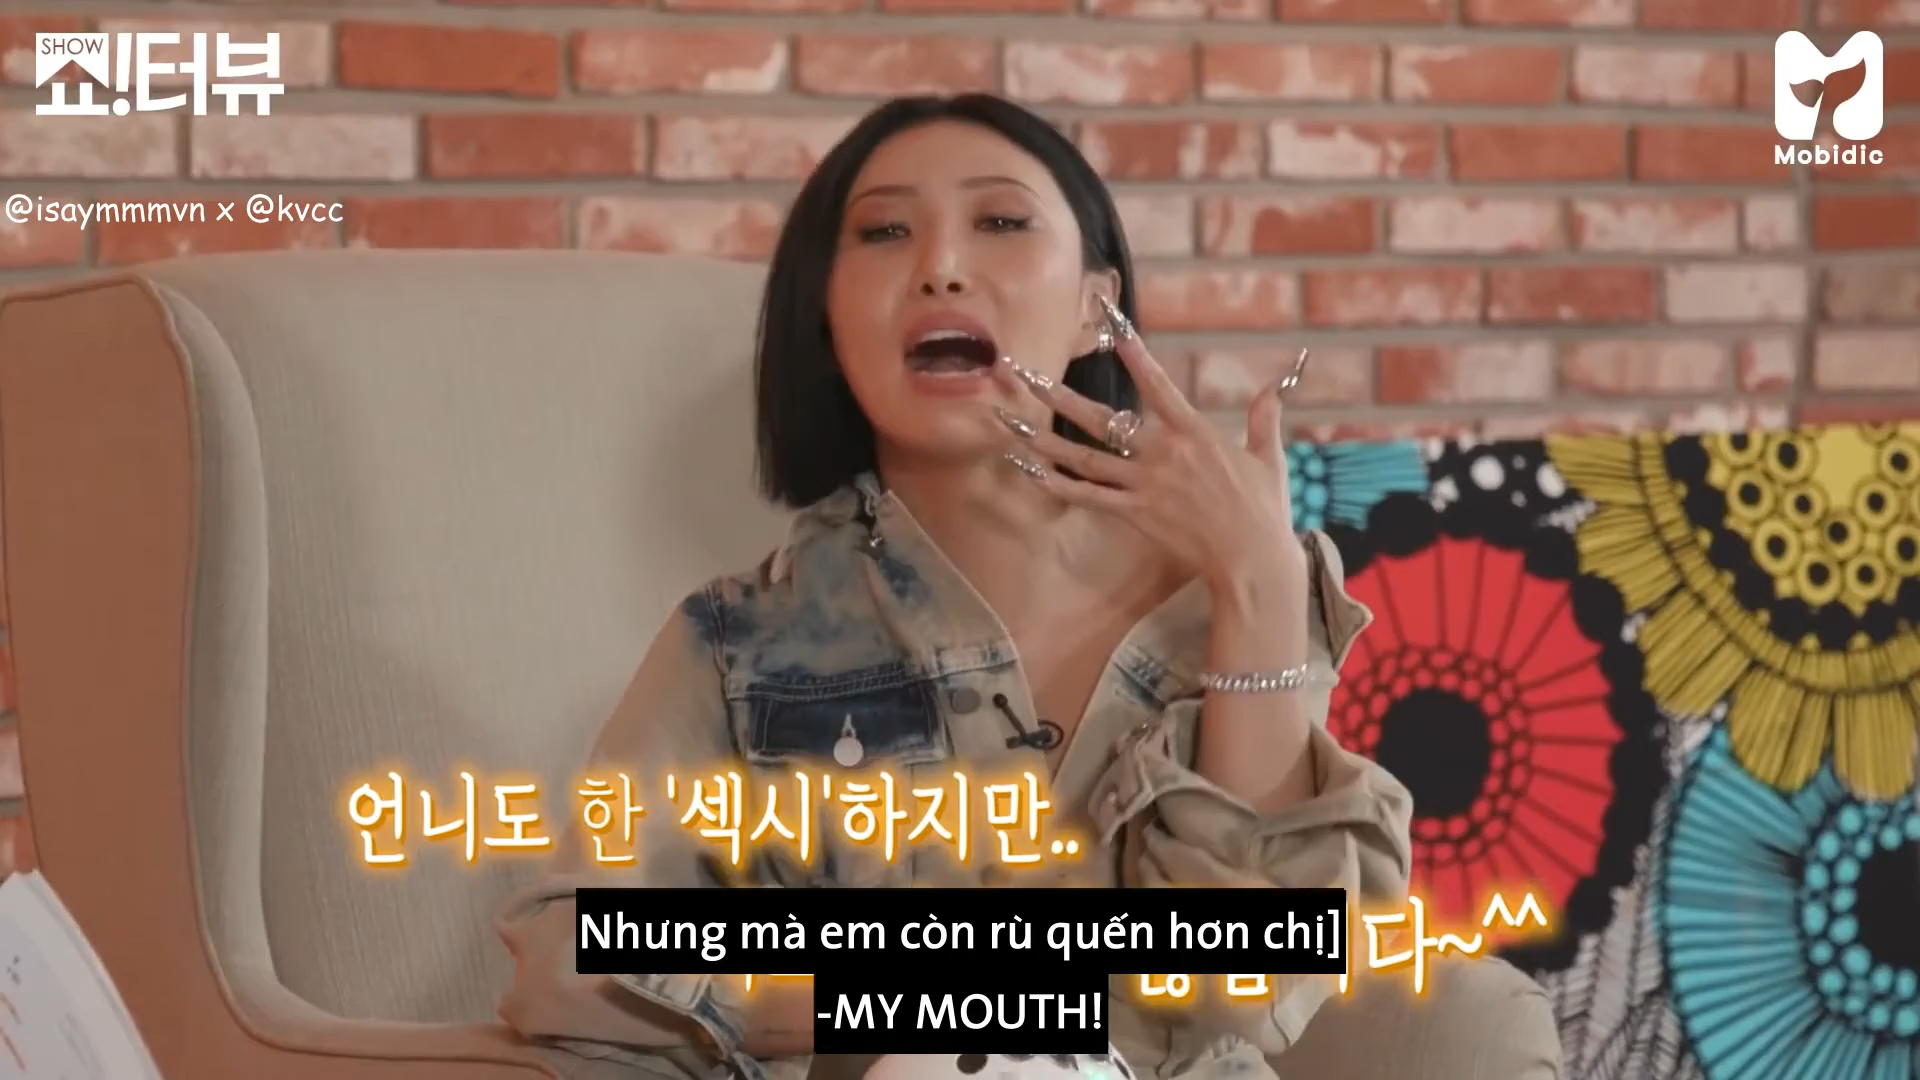 SHOW
쇼!터뷰
Mobidic
@isaymmmvn x @kvcc
언니도 한 '섹시'하지만..
다~^^
Nhưng mà em còn rù quến hơn chị]
-MY MOUTH!